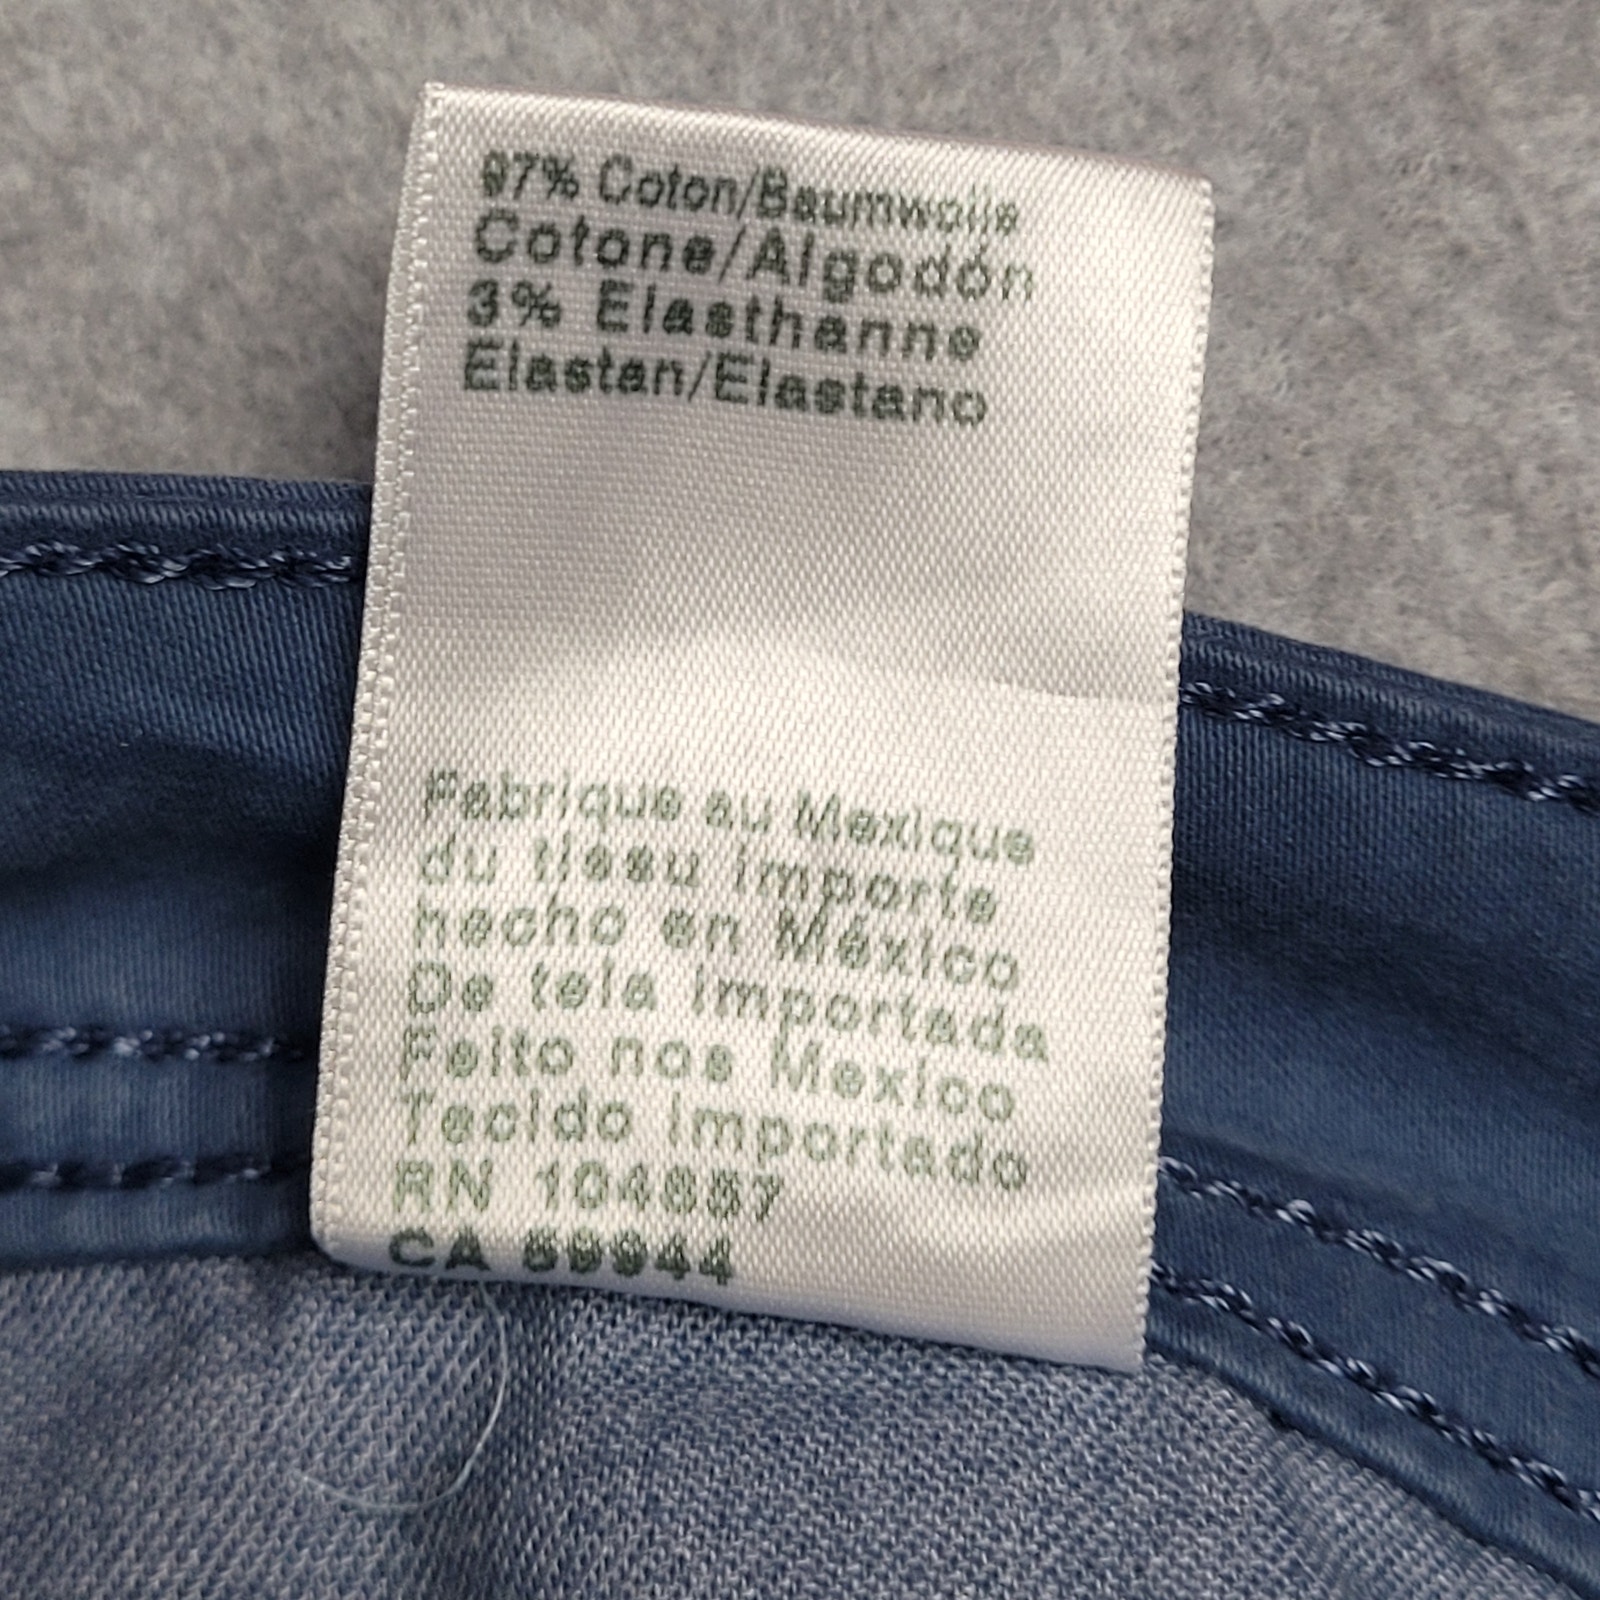 97% Coton/Baumwolle
Cotone/Algodón
3% Elasthanne
Elastan/Elastano
Fabrique au Mexique
du tissu importe
hecho en México
De tela importada
Feito nos Mexico
Tecido importado
RN 104887
CA 59944